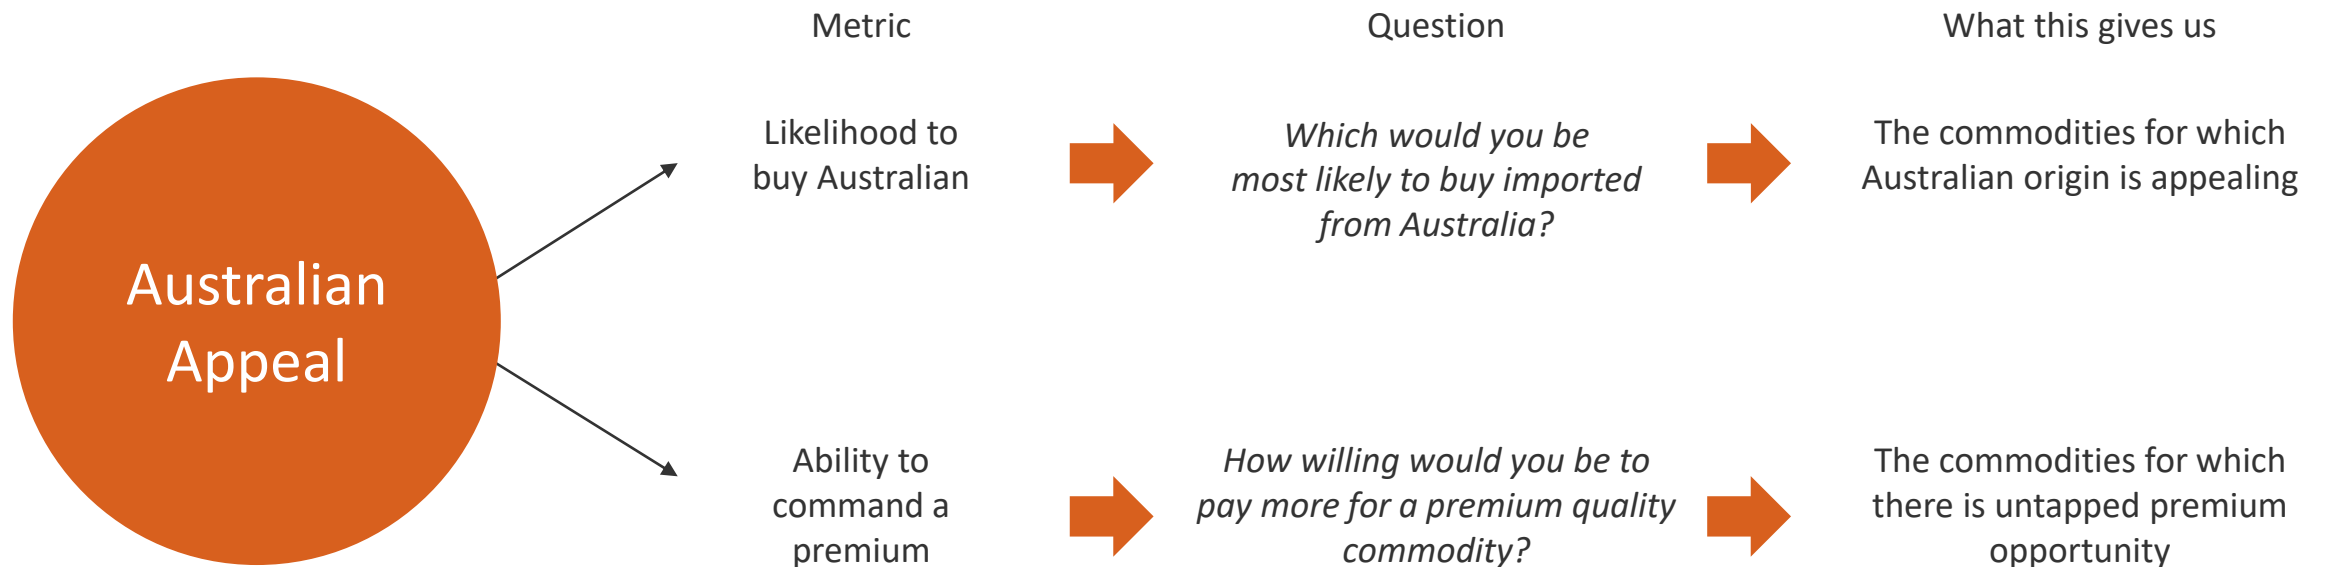 Metric
Question
What this gives us
Australian
Appeal
Likelihood to
buy Australian
Which would you be
most likely to buy imported
from Australia?
The commodities for which
Australian origin is appealing
Ability to
command a
premium
How willing would you be to
pay more for a premium quality
commodity?
The commodities for which
there is untapped premium
opportunity